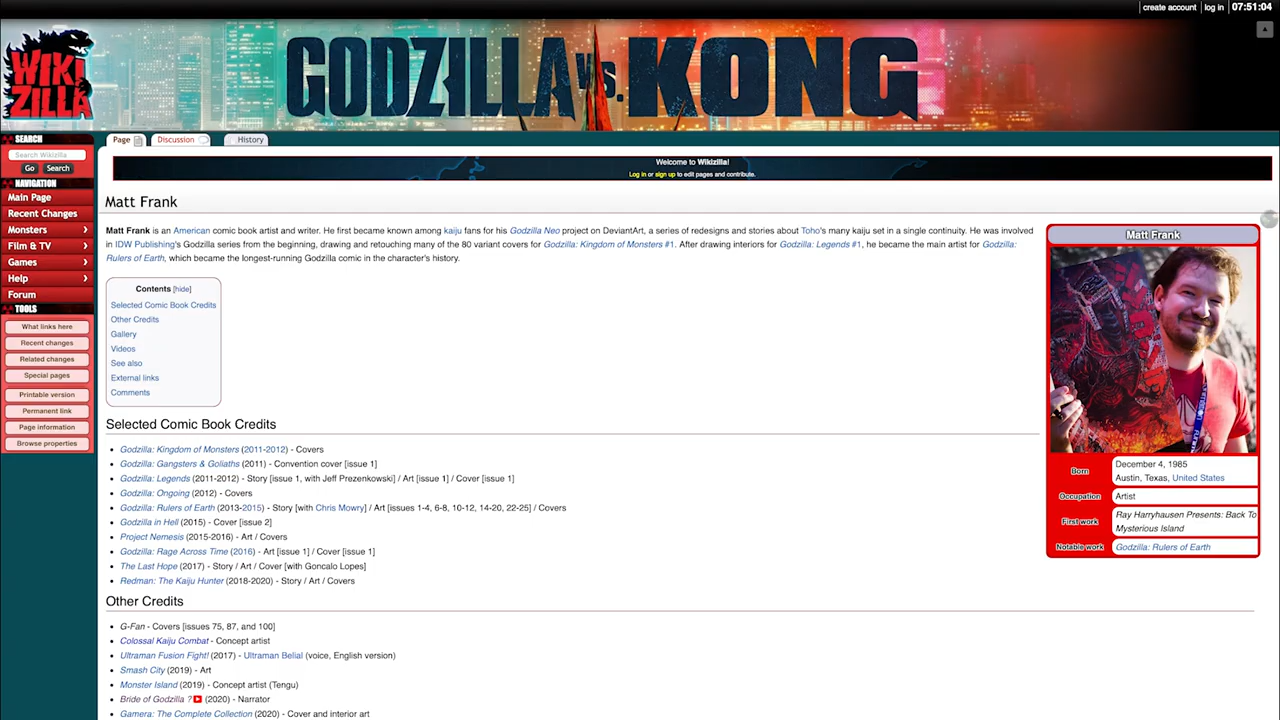 create account log in 07:51:04
WIKI
ZILLA
GODZILLA vs. KONG
SEARCH
Search Wikizilla
Go Search
NAVIGATION
Main Page
Recent Changes
Monsters
Film & TV
Games
Help
Forum
TOOLS
What links here
Recent changes
Related changes
Special pages
Printable version
Permanent link
Page information
Browse properties
Page Discussion History
Welcome to Wikizilla!
Log in or sign up to edit pages and contribute.
Matt Frank
Matt Frank is an American comic book artist and writer. He first became known among kaiju fans for his Godzilla Neo project on DeviantArt, a series of redesigns and stories about Toho's many kaiju set in a single continuity. He was involved
in IDW Publishing's Godzilla series from the beginning, drawing and retouching many of the 80 variant covers for Godzilla: Kingdom of Monsters #1. After drawing interiors for Godzilla: Legends #1, he became the main artist for Godzilla:
Rulers of Earth, which became the longest-running Godzilla comic in the character's history.
Contents [hide]
Selected Comic Book Credits
Other Credits
Gallery
Videos
See also
External links
Comments
Selected Comic Book Credits
Godzilla: Kingdom of Monsters (2011-2012) - Covers
Godzilla: Gangsters & Goliaths (2011) - Convention cover [issue 1]
Godzilla: Legends (2011-2012) - Story [issue 1, with Jeff Prezenkowski] / Art [issue 1] / Cover [issue 1]
Godzilla: Ongoing (2012) - Covers
Godzilla: Rulers of Earth (2013-2015) - Story [with Chris Mowry] / Art [issues 1-4, 6-8, 10-12, 14-20, 22-25] / Covers
Godzilla in Hell (2015) - Cover [issue 2]
Project Nemesis (2015-2016) - Art / Covers
Godzilla: Rage Across Time (2016) - Art [issue 1] / Cover [issue 1]
The Last Hope (2017) - Story / Art / Cover [with Goncalo Lopes]
Redman: The Kaiju Hunter (2018-2020) - Story / Art / Covers
Other Credits
G-Fan - Covers [issues 75, 87, and 100]
Colossal Kaiju Combat - Concept artist
Ultraman Fusion Fight! (2017) - Ultraman Belial (voice, English version)
Smash City (2019) - Art
Monster Island (2019) - Concept artist (Tengu)
Bride of Godzilla ? (2020) - Narrator
Gamera: The Complete Collection (2020) - Cover and interior art
Matt Frank
Born December 4, 1985
Austin, Texas, United States
Occupation Artist
First work Ray Harryhausen Presents: Back To
Mysterious Island
Notable work Godzilla: Rulers of Earth